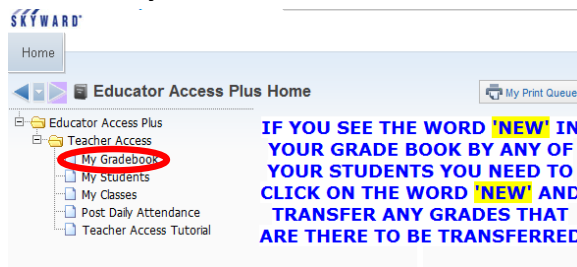 SKYWARD
Home
Educator Access Plus Home
My Print Queue
Educator Access Plus
Teacher Access
My Gradebook
My Students
My Classes
Post Daily Attendance
Teacher Access Tutorial
IF YOU SEE THE WORD 'NEW' IN
YOUR GRADE BOOK BY ANY OF
YOUR STUDENTS YOU NEED TO
CLICK ON THE WORD 'NEW' AND
TRANSFER ANY GRADES THAT
ARE THERE TO BE TRANSFERRED